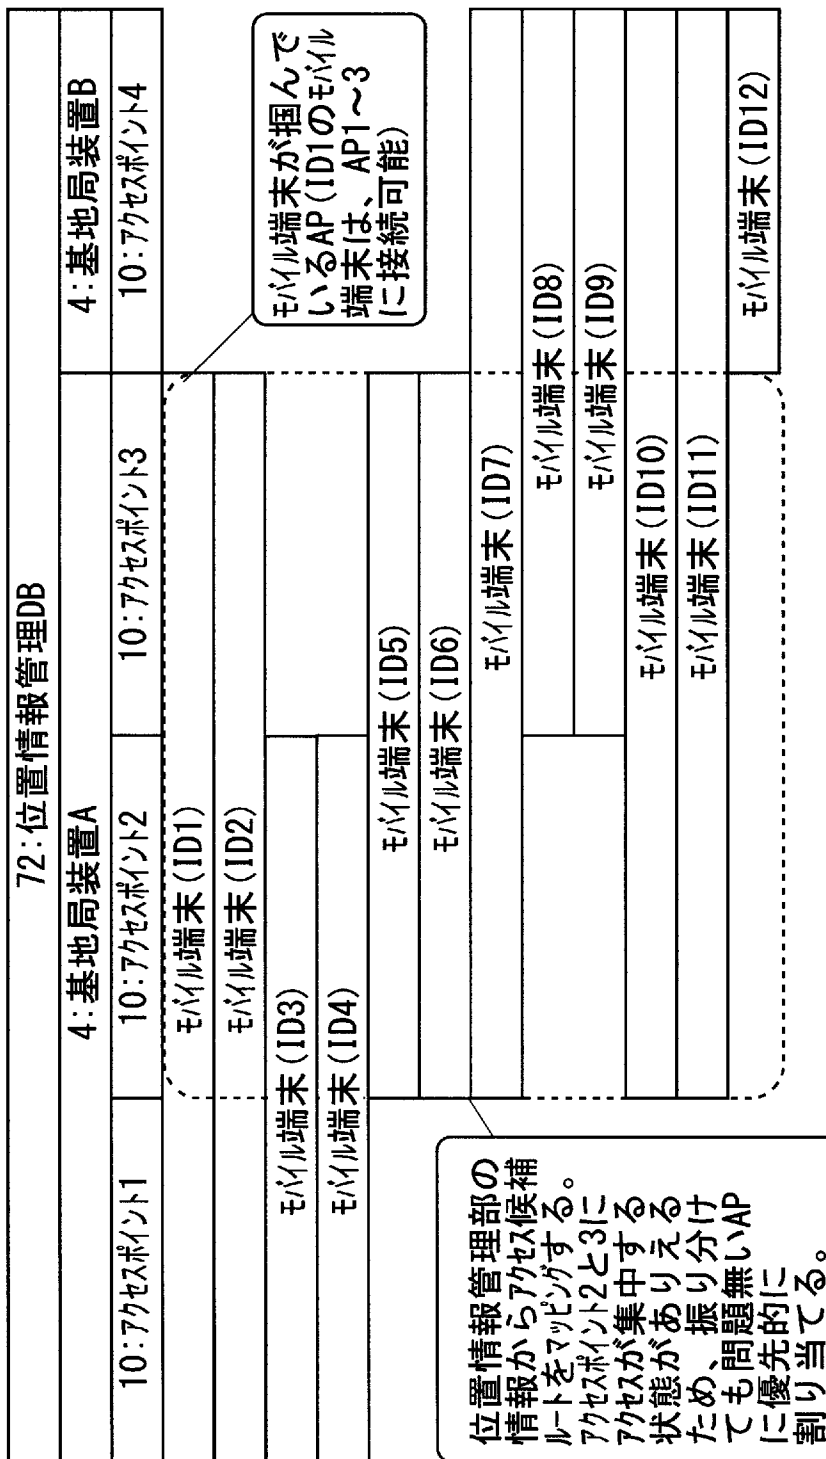 72:位置情報管理DB
4:基地局装置A
4:基地局装置B
10:アクセスポイント1
10:アクセスポイント2
10:アクセスポイント3
10:アクセスポイント4
モバイル端末(ID1)
モバイル端末(ID2)
モバイル端末(ID3)
モバイル端末(ID4)
モバイル端末(ID5)
モバイル端末(ID6)
モバイル端末(ID7)
モバイル端末(ID8)
モバイル端末(ID9)
モバイル端末(ID10)
モバイル端末(ID11)
モバイル端末(ID12)
モバイル端末が掴んで
いるAP(ID1のモバイル
端末は、AP1～3
に接続可能)
位置情報管理部の
情報からアクセス候補
ルートをマッピングする。
アクセスポイント2と3に
アクセスが集中する
状態がありえる
ため、振り分け
ても問題無いAP
に優先的に
割り当てる。